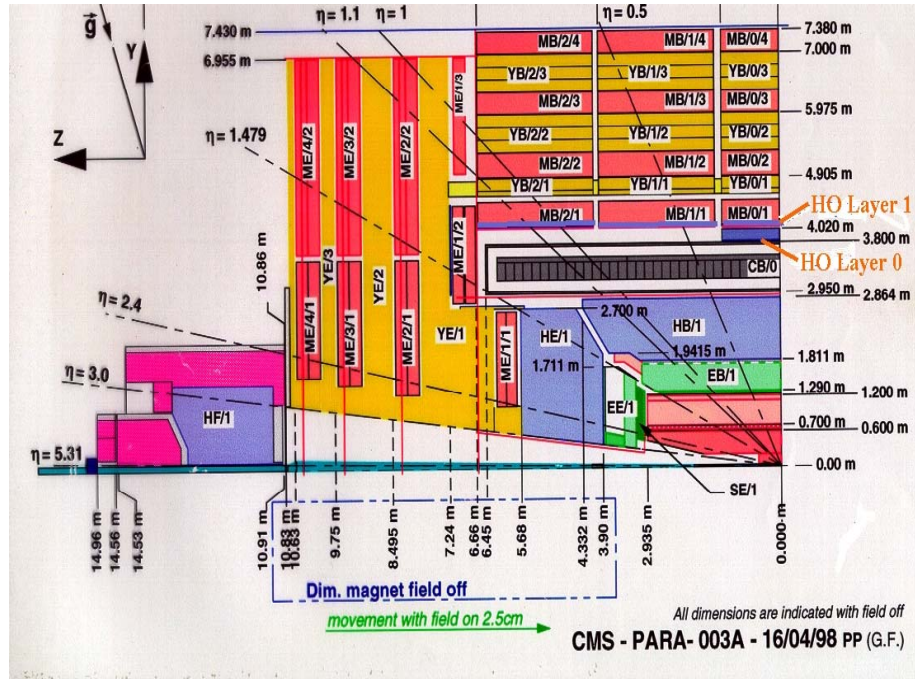 g
Y
Z
η = 1.1
η = 1
η = 0.5
7.430 m
7.380 m
7.000 m
6.955 m
5.975 m
4.905 m
4.020 m
3.800 m
2.950 m
2.864 m
1.811 m
1.290 m
1.200 m
0.700 m
0.600 m
0.00 m
η = 1.479
η = 2.4
η = 3.0
η = 5.31
MB/2/4
MB/1/4
MB/0/4
YB/2/3
YB/1/3
YB/0/3
MB/2/3
MB/1/3
MB/0/3
YB/2/2
YB/1/2
YB/0/2
MB/2/2
MB/1/2
MB/0/2
YB/2/1
YB/1/1
YB/0/1
MB/2/1
MB/1/1
MB/0/1
HO Layer 1
HO Layer 0
CB/0
ME/4/2
ME/3/2
ME/2/2
ME/1/3
ME/1/2
YE/3
YE/2
YE/1
ME/4/1
ME/3/1
ME/2/1
ME/1/1
10.86 m
2.700 m
HE/1
HB/1
1.711 m
1.9415 m
EB/1
EE/1
HF/1
SE/1
14.96 m
14.56 m
14.53 m
10.91 m
10.83 m
10.63 m
9.75 m
8.495 m
7.24 m
6.66 m
6.45 m
5.68 m
4.332 m
3.90 m
2.935 m
0.000 m
Dim. magnet field off
movement with field on 2.5cm
All dimensions are indicated with field off
CMS - PARA- 003A - 16/04/98 PP (G.F.)